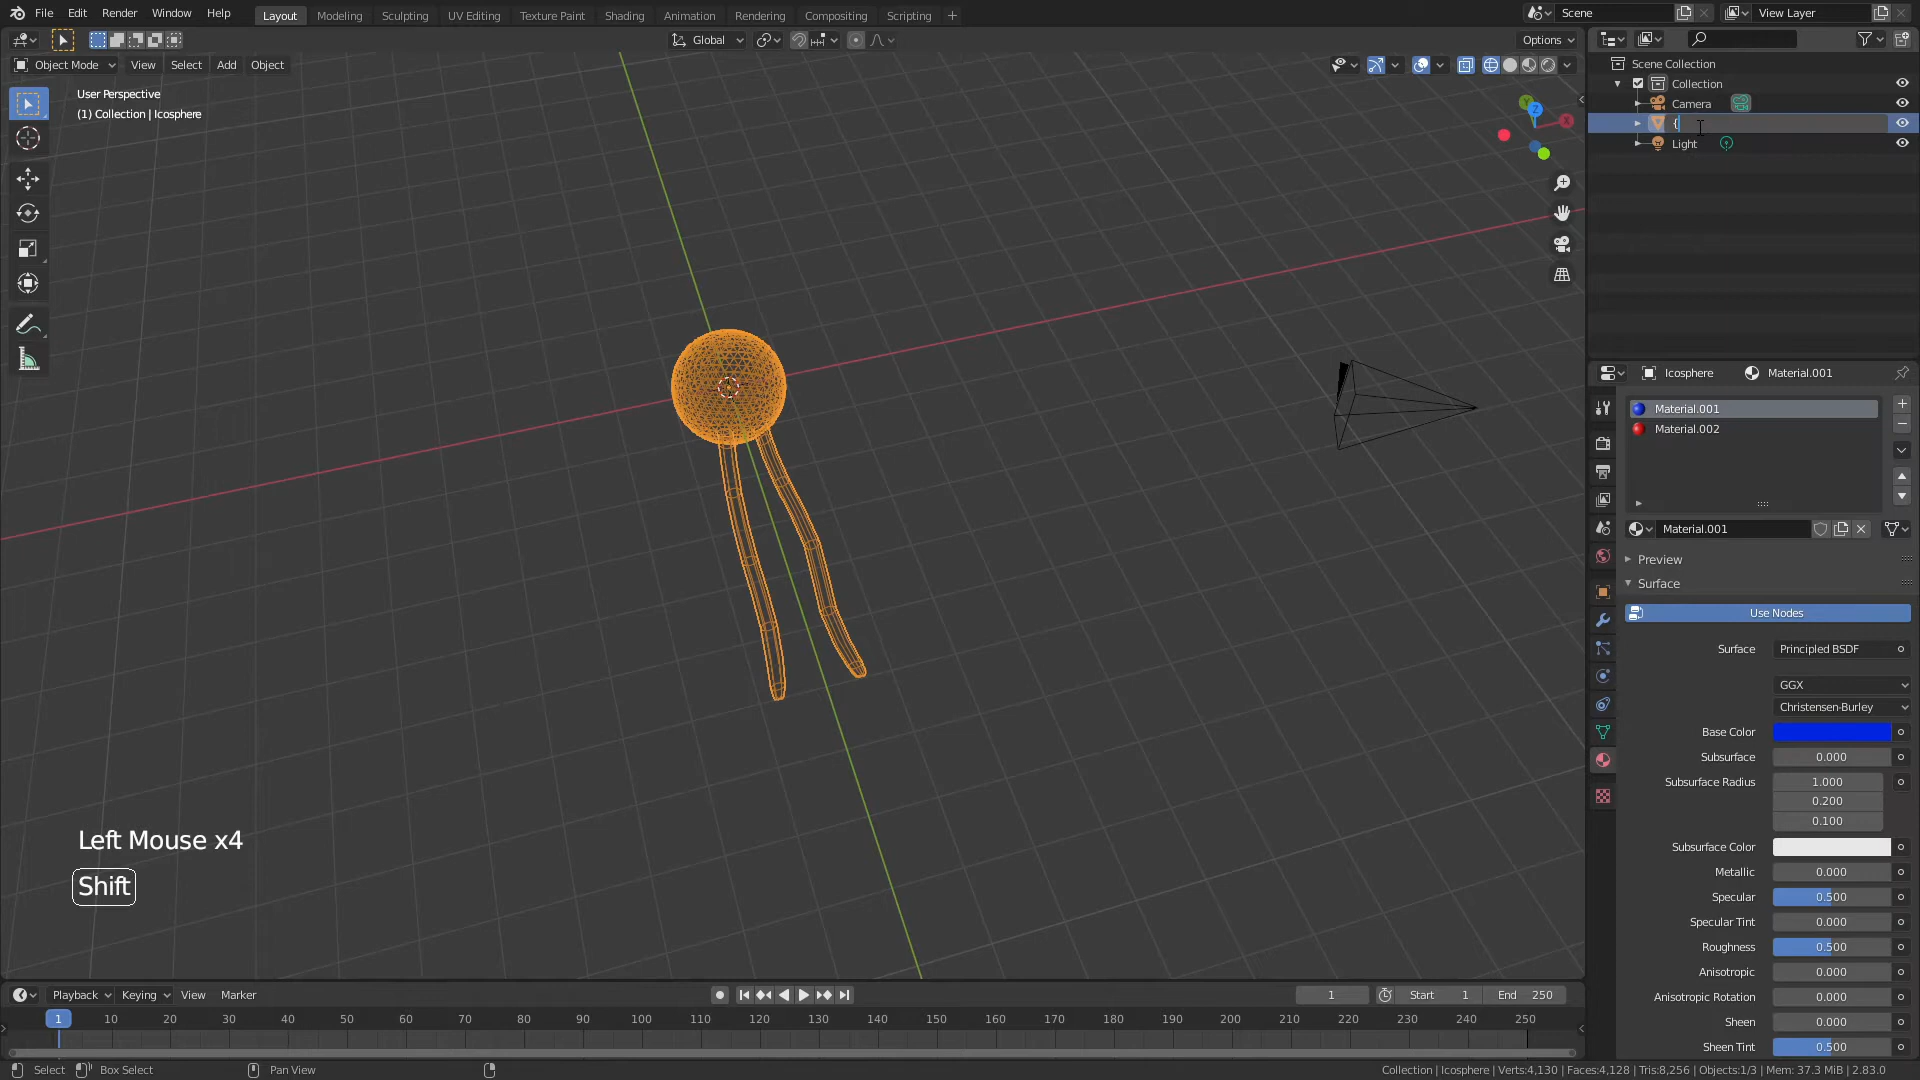 File Edit Render Window Help Layout Modeling Sculpting UV Editing Texture Paint Shading Animation Rendering Compositing Scripting + Scene View Layer
Global Options
Object Mode View Select Add Object
Scene Collection
Collection
Camera
{
Light
User Perspective
(1) Collection | Icosphere
Z
X
Icosphere Material.001
Material.001
Material.002
Material.001
Preview
Surface
Use Nodes
Surface Principled BSDF
GGX
Christensen-Burley
Base Color
Subsurface 0.000
Subsurface Radius 1.000
0.200
0.100
Subsurface Color
Metallic 0.000
Specular 0.500
Specular Tint 0.000
Roughness 0.500
Anisotropic 0.000
Anisotropic Rotation 0.000
Sheen 0.000
Sheen Tint 0.500
Left Mouse x4
Shift
Playback Keying View Marker 1 Start 1 End 250
1 10 20 30 40 50 60 70 80 90 100 110 120 130 140 150 160 170 180 190 200 210 220 230 240 250
Select Box Select Pan View Collection | Icosphere | Verts:4,130 | Faces:4,128 | Tris:8,256 | Objects:1/3 | Mem: 37.3 MiB | 2.83.0